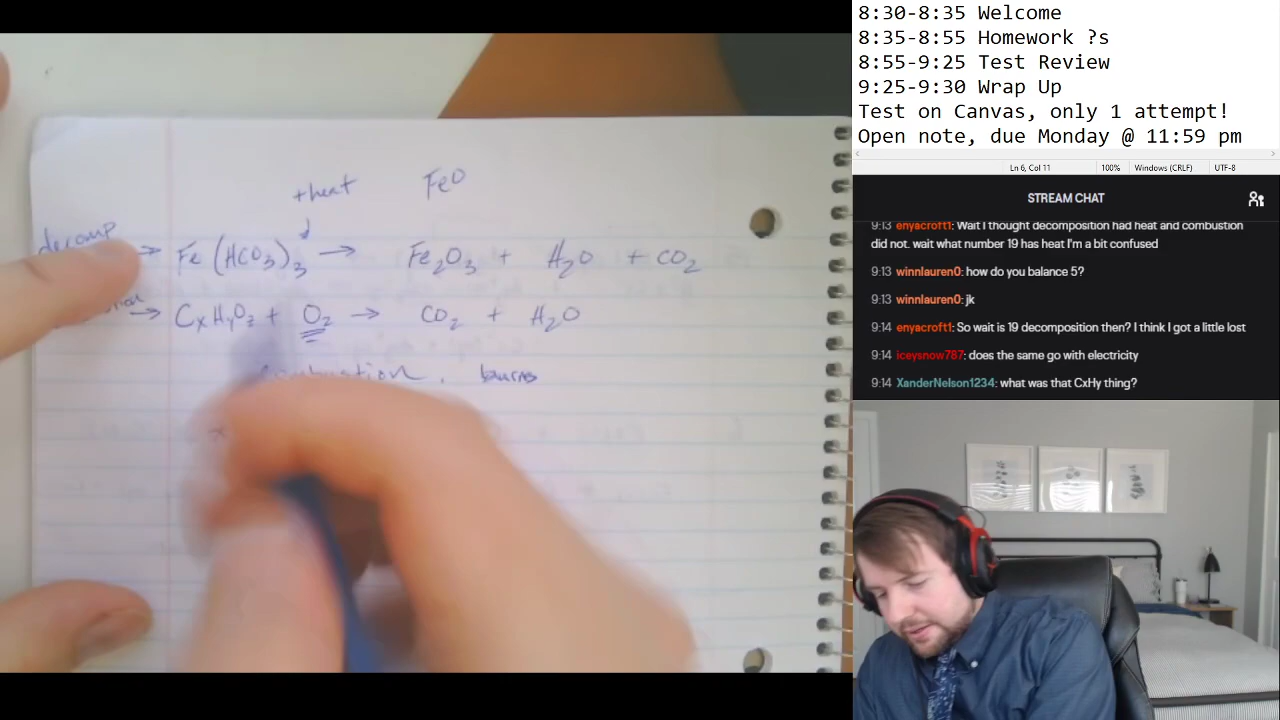 8:30-8:35 Welcome
8:35-8:55 Homework ?s
8:55-9:25 Test Review
9:25-9:30 Wrap Up
Test on Canvas, only 1 attempt!
Open note, due Monday @ 11:59 pm
Ln 6, Col 11 100% Windows (CRLF) UTF-8
STREAM CHAT
9:13 enyacroft1: Wait I thought decomposition had heat and combustion
did not. wait what number 19 has heat I'm a bit confused
9:13 winnlauren0: how do you balance 5?
9:13 winnlauren0: jk
9:14 enyacroft1: So wait is 19 decomposition then? I think I got a little lost
9:14 iceysnow787: does the same go with electricity
9:14 XanderNelson1234: what was that CxHy thing?
+heat FeO
decomp → Fe(HCO3)3 → Fe2O3 + H2O + CO2
→ CxHyOz + O2 → CO2 + H2O
burns